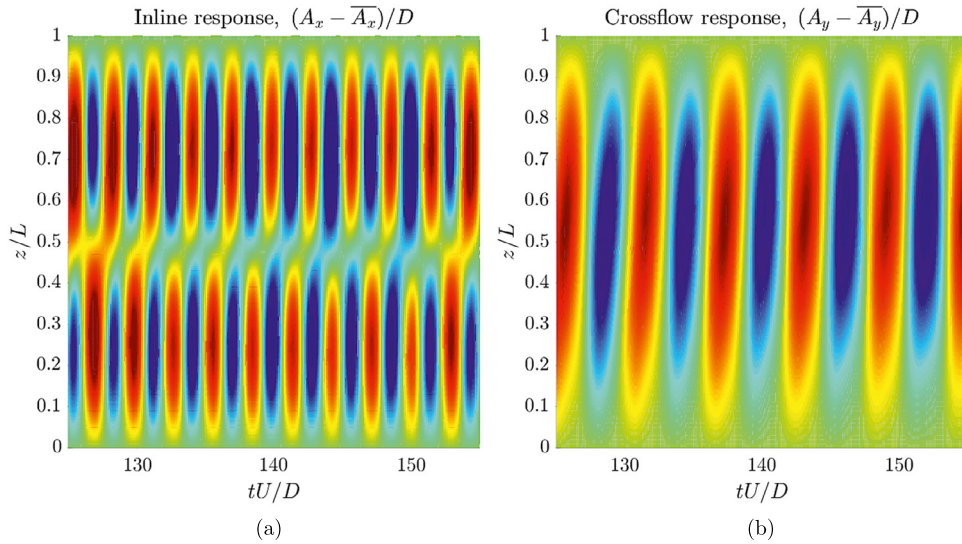 Inline response, $(A_x - \overline{A_x})/D$
1
0.9
0.8
0.7
0.6
0.5
0.4
0.3
0.2
0.1
0
z/L
130 140 150
tU/D
(a)
Crossflow response, $(A_y - \overline{A_y})/D$
1
0.9
0.8
0.7
0.6
0.5
0.4
0.3
0.2
0.1
0
z/L
130 140 150
tU/D
(b)